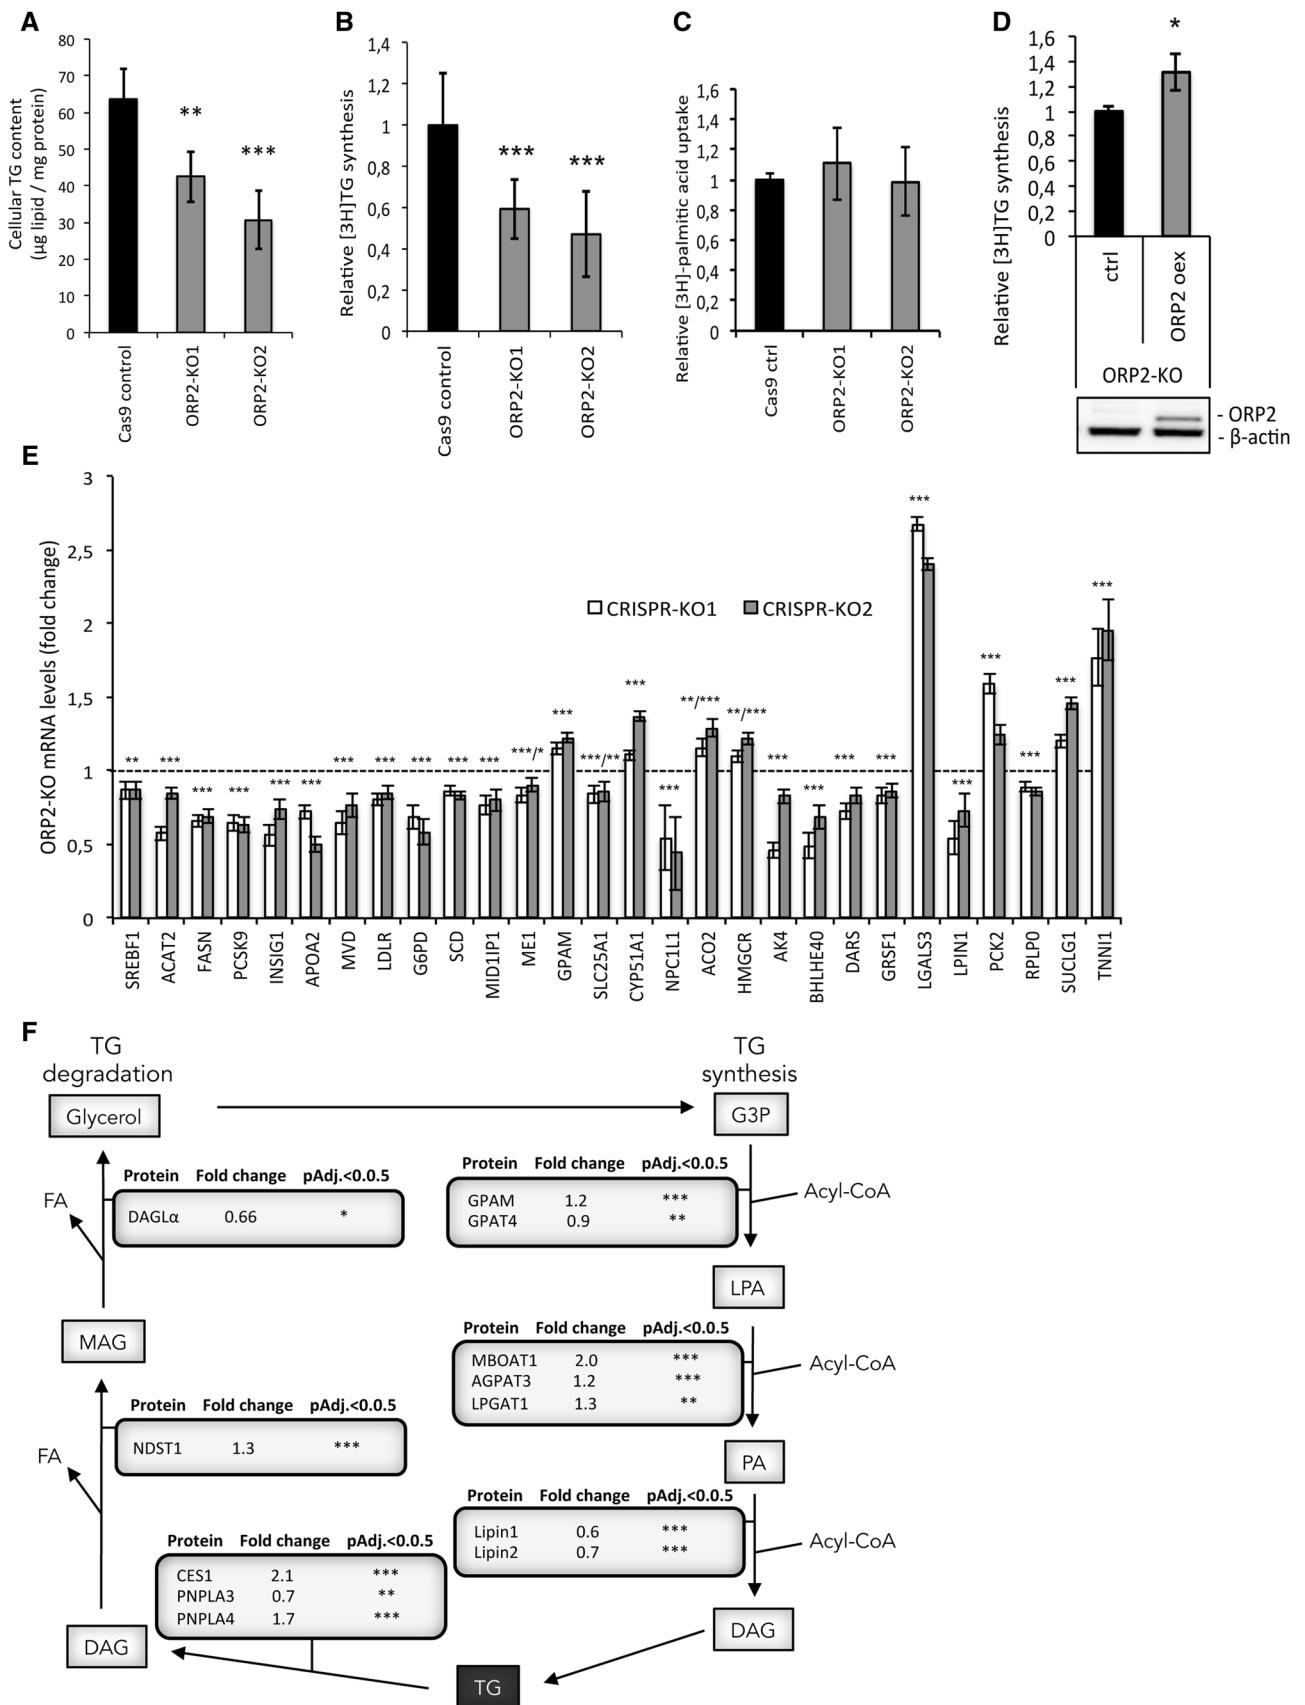 A
Cellular TG content
(µg lipid / mg protein)
80
70
60
50
40
30
20
10
0
**
***
Cas9 control
ORP2-KO1
ORP2-KO2
B
Relative [3H]TG synthesis
1,4
1,2
1
0,8
0,6
0,4
0,2
0
***
***
Cas9 control
ORP2-KO1
ORP2-KO2
C
Relative [3H]-palmitic acid uptake
1,6
1,4
1,2
1
0,8
0,6
0,4
0,2
0
Cas9 ctrl
ORP2-KO1
ORP2-KO2
D
Relative [3H]TG synthesis
1,6
1,4
1,2
1
0,8
0,6
0,4
0,2
0
*
ctrl
ORP2 oex
ORP2-KO
- ORP2
- β-actin
E
ORP2-KO mRNA levels (fold change)
3
2,5
2
1,5
1
0,5
0
CRISPR-KO1
CRISPR-KO2
**
***
***
***
***
***
***
***
***
***
***
***/*
***
***/**
***
***
**/***
**/***
***
***
***
***
***
***
***
***
***
***
SREBF1
ACAT2
FASN
PCSK9
INSIG1
APOA2
MVD
LDLR
G6PD
SCD
MID1IP1
ME1
GPAM
SLC25A1
CYP51A1
NPC1L1
ACO2
HMGCR
AK4
BHLHE40
DARS
GRSF1
LGALS3
LPIN1
PCK2
RPLP0
SUCLG1
TNNI1
F
TG
degradation
Glycerol
Protein Fold change pAdj.<0.0.5
DAGLα 0.66 *
FA
MAG
Protein Fold change pAdj.<0.0.5
NDST1 1.3 ***
FA
Protein Fold change pAdj.<0.0.5
CES1 2.1 ***
PNPLA3 0.7 **
PNPLA4 1.7 ***
DAG
TG
synthesis
G3P
Protein Fold change pAdj.<0.0.5
GPAM 1.2 ***
GPAT4 0.9 **
Acyl-CoA
LPA
Protein Fold change pAdj.<0.0.5
MBOAT1 2.0 ***
AGPAT3 1.2 ***
LPGAT1 1.3 **
Acyl-CoA
PA
Protein Fold change pAdj.<0.0.5
Lipin1 0.6 ***
Lipin2 0.7 ***
Acyl-CoA
DAG
TG